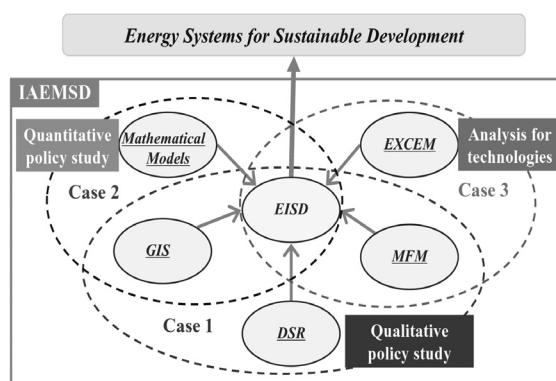 Energy Systems for Sustainable Development
IAEMSD
Quantitative
policy study
Mathematical
Models
EXCEM
Analysis for
technologies
Case 2
Case 3
EISD
GIS
MFM
Case 1
DSR
Qualitative
policy study